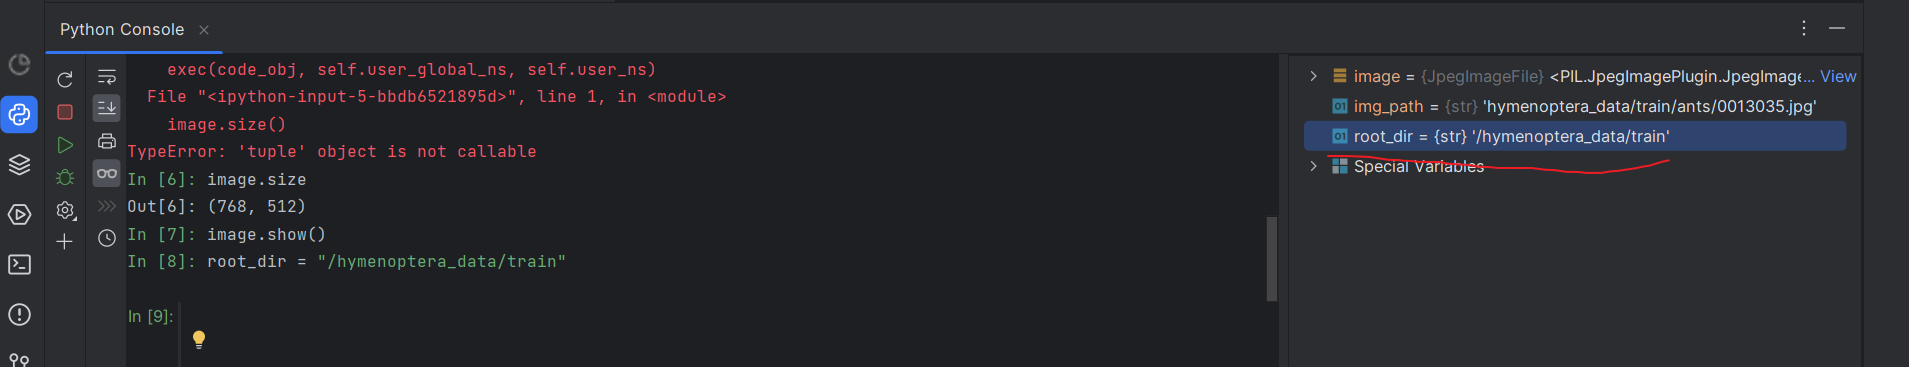 Python Console
exec(code_obj, self.user_global_ns, self.user_ns)
File "<ipython-input-5-bbdb6521895d>", line 1, in <module>
image.size()
TypeError: 'tuple' object is not callable
In [6]: image.size
Out[6]: (768, 512)
In [7]: image.show()
In [8]: root_dir = "/hymenoptera_data/train"
In [9]:
image = {JpegImageFile} <PIL.JpegImagePlugin.JpegImage... View
img_path = {str} 'hymenoptera_data/train/ants/0013035.jpg'
root_dir = {str} '/hymenoptera_data/train'
Special Variables